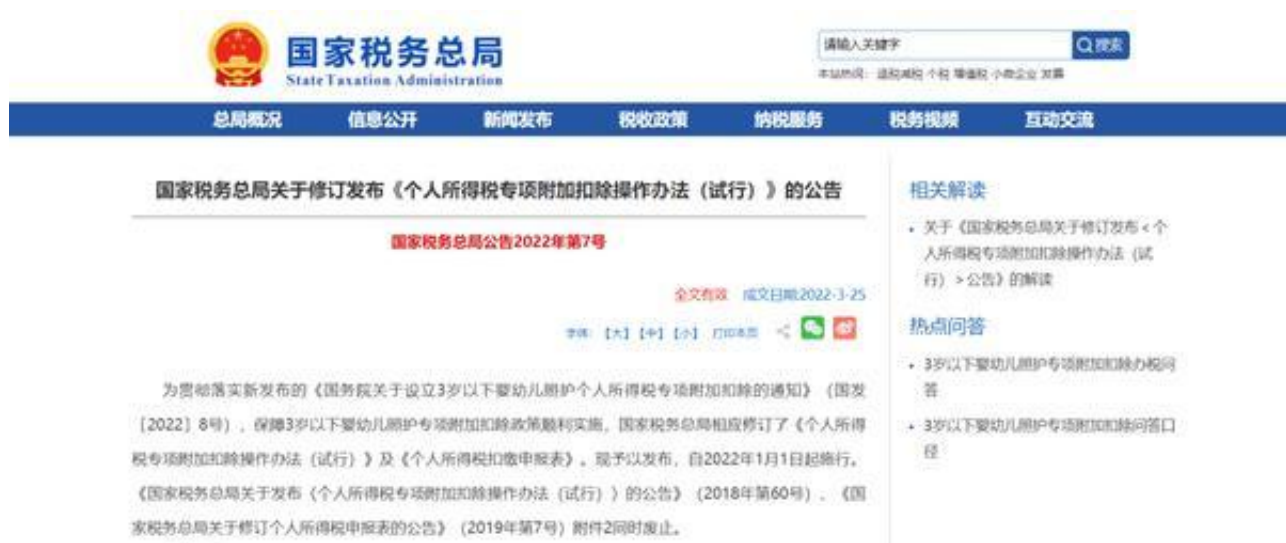 国家税务总局
State Taxation Administration
请输入关键字
搜索
本站热词: 退税减税 个税 增值税 小微企业 发票
总局概况 信息公开 新闻发布 税收政策 纳税服务 税务视频 互动交流
国家税务总局关于修订发布《个人所得税专项附加扣除操作办法（试行）》的公告
国家税务总局公告2022年第7号
全文有效 成文日期:2022-3-25
字体: 【大】【中】【小】 打印本页
为贯彻落实新发布的《国务院关于设立3岁以下婴幼儿照护个人所得税专项附加扣除的通知》（国发
〔2022〕8号），保障3岁以下婴幼儿照护专项附加扣除政策顺利实施，国家税务总局相应修订了《个人所得
税专项附加扣除操作办法（试行）》及《个人所得税扣缴申报表》。现予以发布，自2022年1月1日起施行。
《国家税务总局关于发布〈个人所得税专项附加扣除操作办法（试行）〉的公告》（2018年第60号）、《国
家税务总局关于修订个人所得税申报表的公告》（2019年第7号）附件2同时废止。
相关解读
关于《国家税务总局关于修订发布<个
人所得税专项附加扣除操作办法（试
行）>公告》的解读
热点问答
3岁以下婴幼儿照护专项附加扣除办税问
答
3岁以下婴幼儿照护专项附加扣除问答口
径